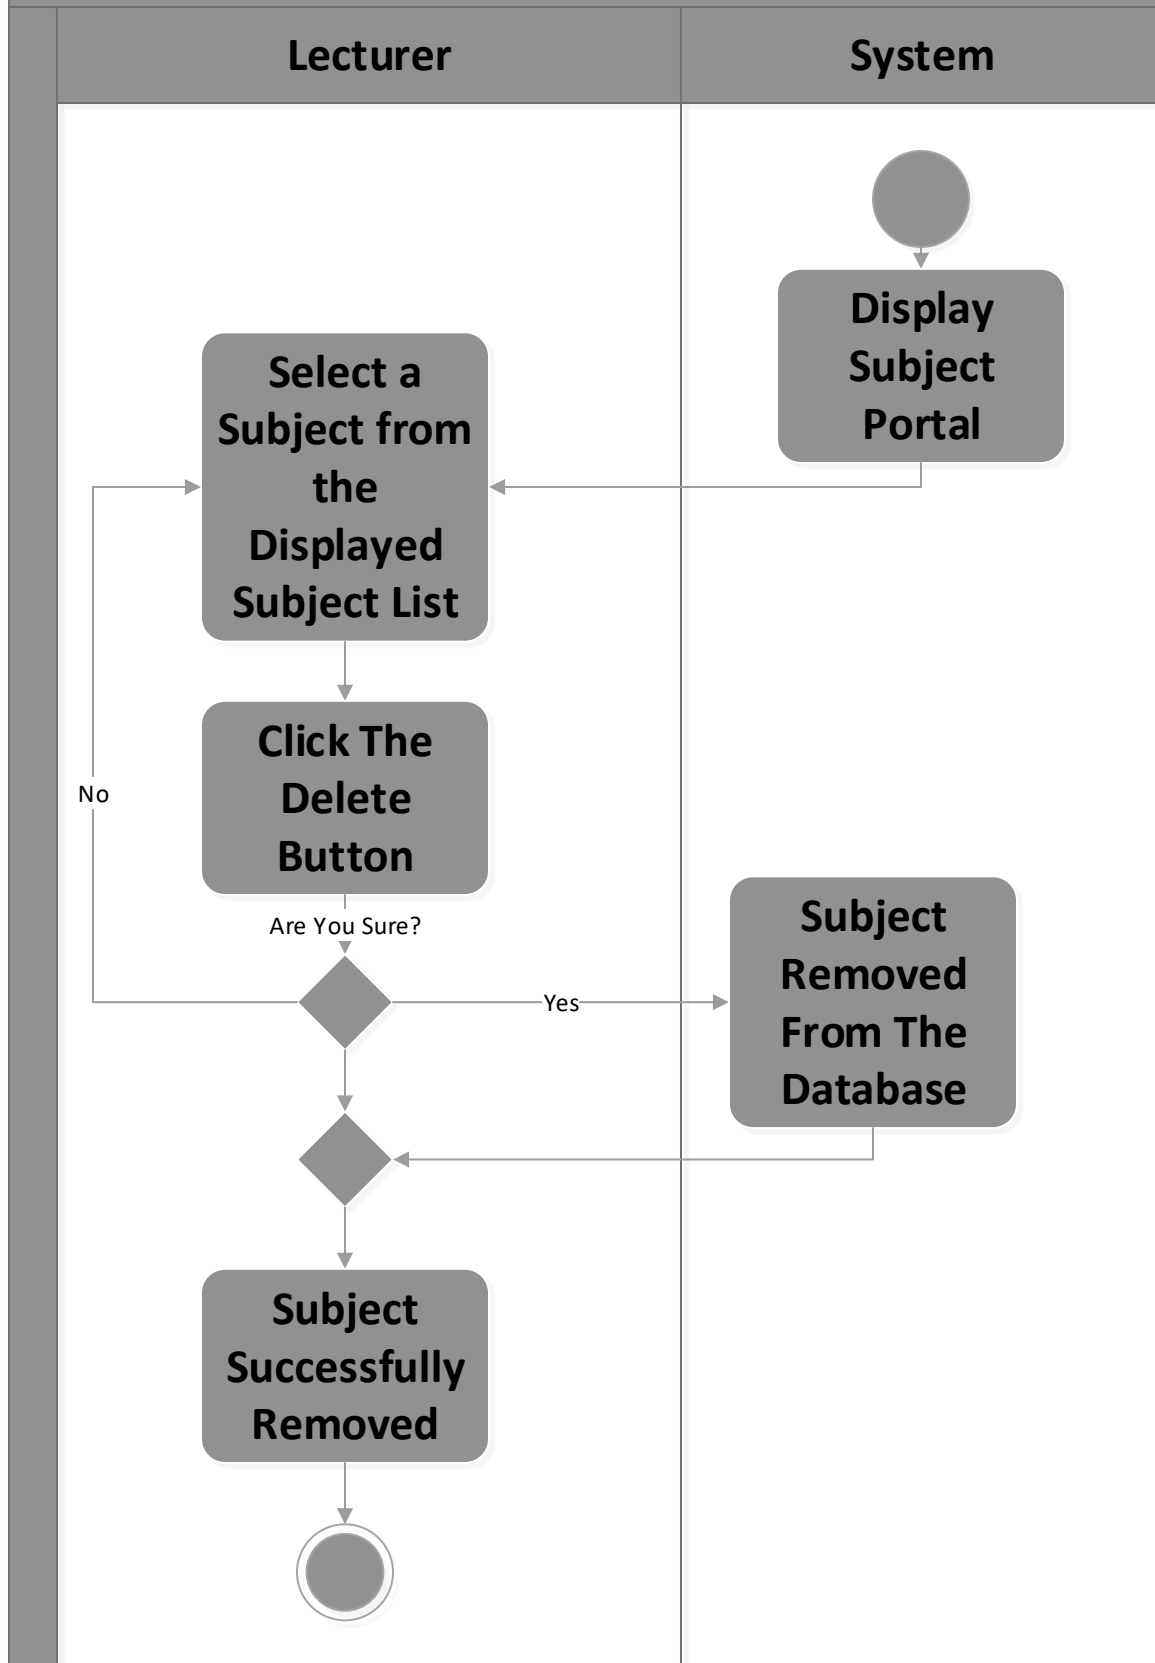 Lecturer
System
Display
Subject
Portal
Select a
Subject from
the
Displayed
Subject List
Click The
Delete
Button
No
Are You Sure?
Yes
Subject
Removed
From The
Database
Subject
Successfully
Removed